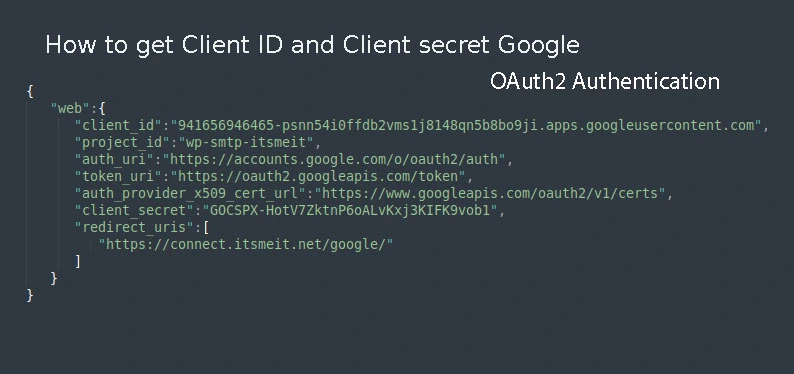 How to get Client ID and Client secret Google
OAuth2 Authentication
{
"web":{
"client_id":"941656946465-psnn54i0ffdb2vms1j8148qn5b8bo9ji.apps.googleusercontent.com",
"project_id":"wp-smtp-itsmeit",
"auth_uri":"https://accounts.google.com/o/oauth2/auth",
"token_uri":"https://oauth2.googleapis.com/token",
"auth_provider_x509_cert_url":"https://www.googleapis.com/oauth2/v1/certs",
"client_secret":"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",
"redirect_uris":[
"https://connect.itsmeit.net/google/"
]
}
}